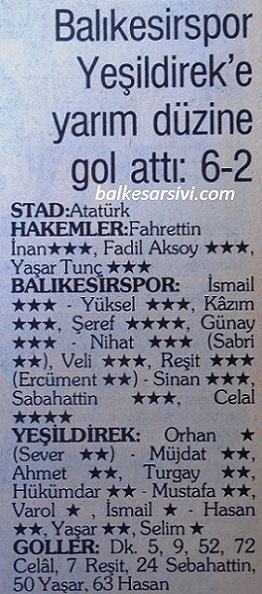 Balıkesirspor
Yeşildirek'e
yarım düzine
gol attı: 6-2
balkesarsivi.com
STAD:Atatürk
HAKEMLER:Fahrettin
İnan★★★, Fadil Aksoy ★★★,
Yaşar Tunç ★★★
BALIKESİRSPOR: İsmail
★★★ - Yüksel ★★★, Kâzım
★★★, Şeref ★★★★, Günay
★★★ - Nihat ★★★ (Sabri
★★), Veli ★★★, Reşit ★★★
(Ercüment ★★) - Sinan ★★★,
Sabahattin ★★★, Celal
★★★★
YEŞİLDİREK: Orhan ★
(Sever ★★) - Müjdat ★★,
Ahmet ★★, Turgay ★★,
Hükümdar ★★ - Mustafa ★★,
Varol ★ , İsmail ★ - Hasan
★★, Yaşar ★★, Selim ★
GOLLER: Dk. 5, 9, 52, 72
Celâl, 7 Reşit, 24 Sebahattin,
50 Yaşar, 63 Hasan